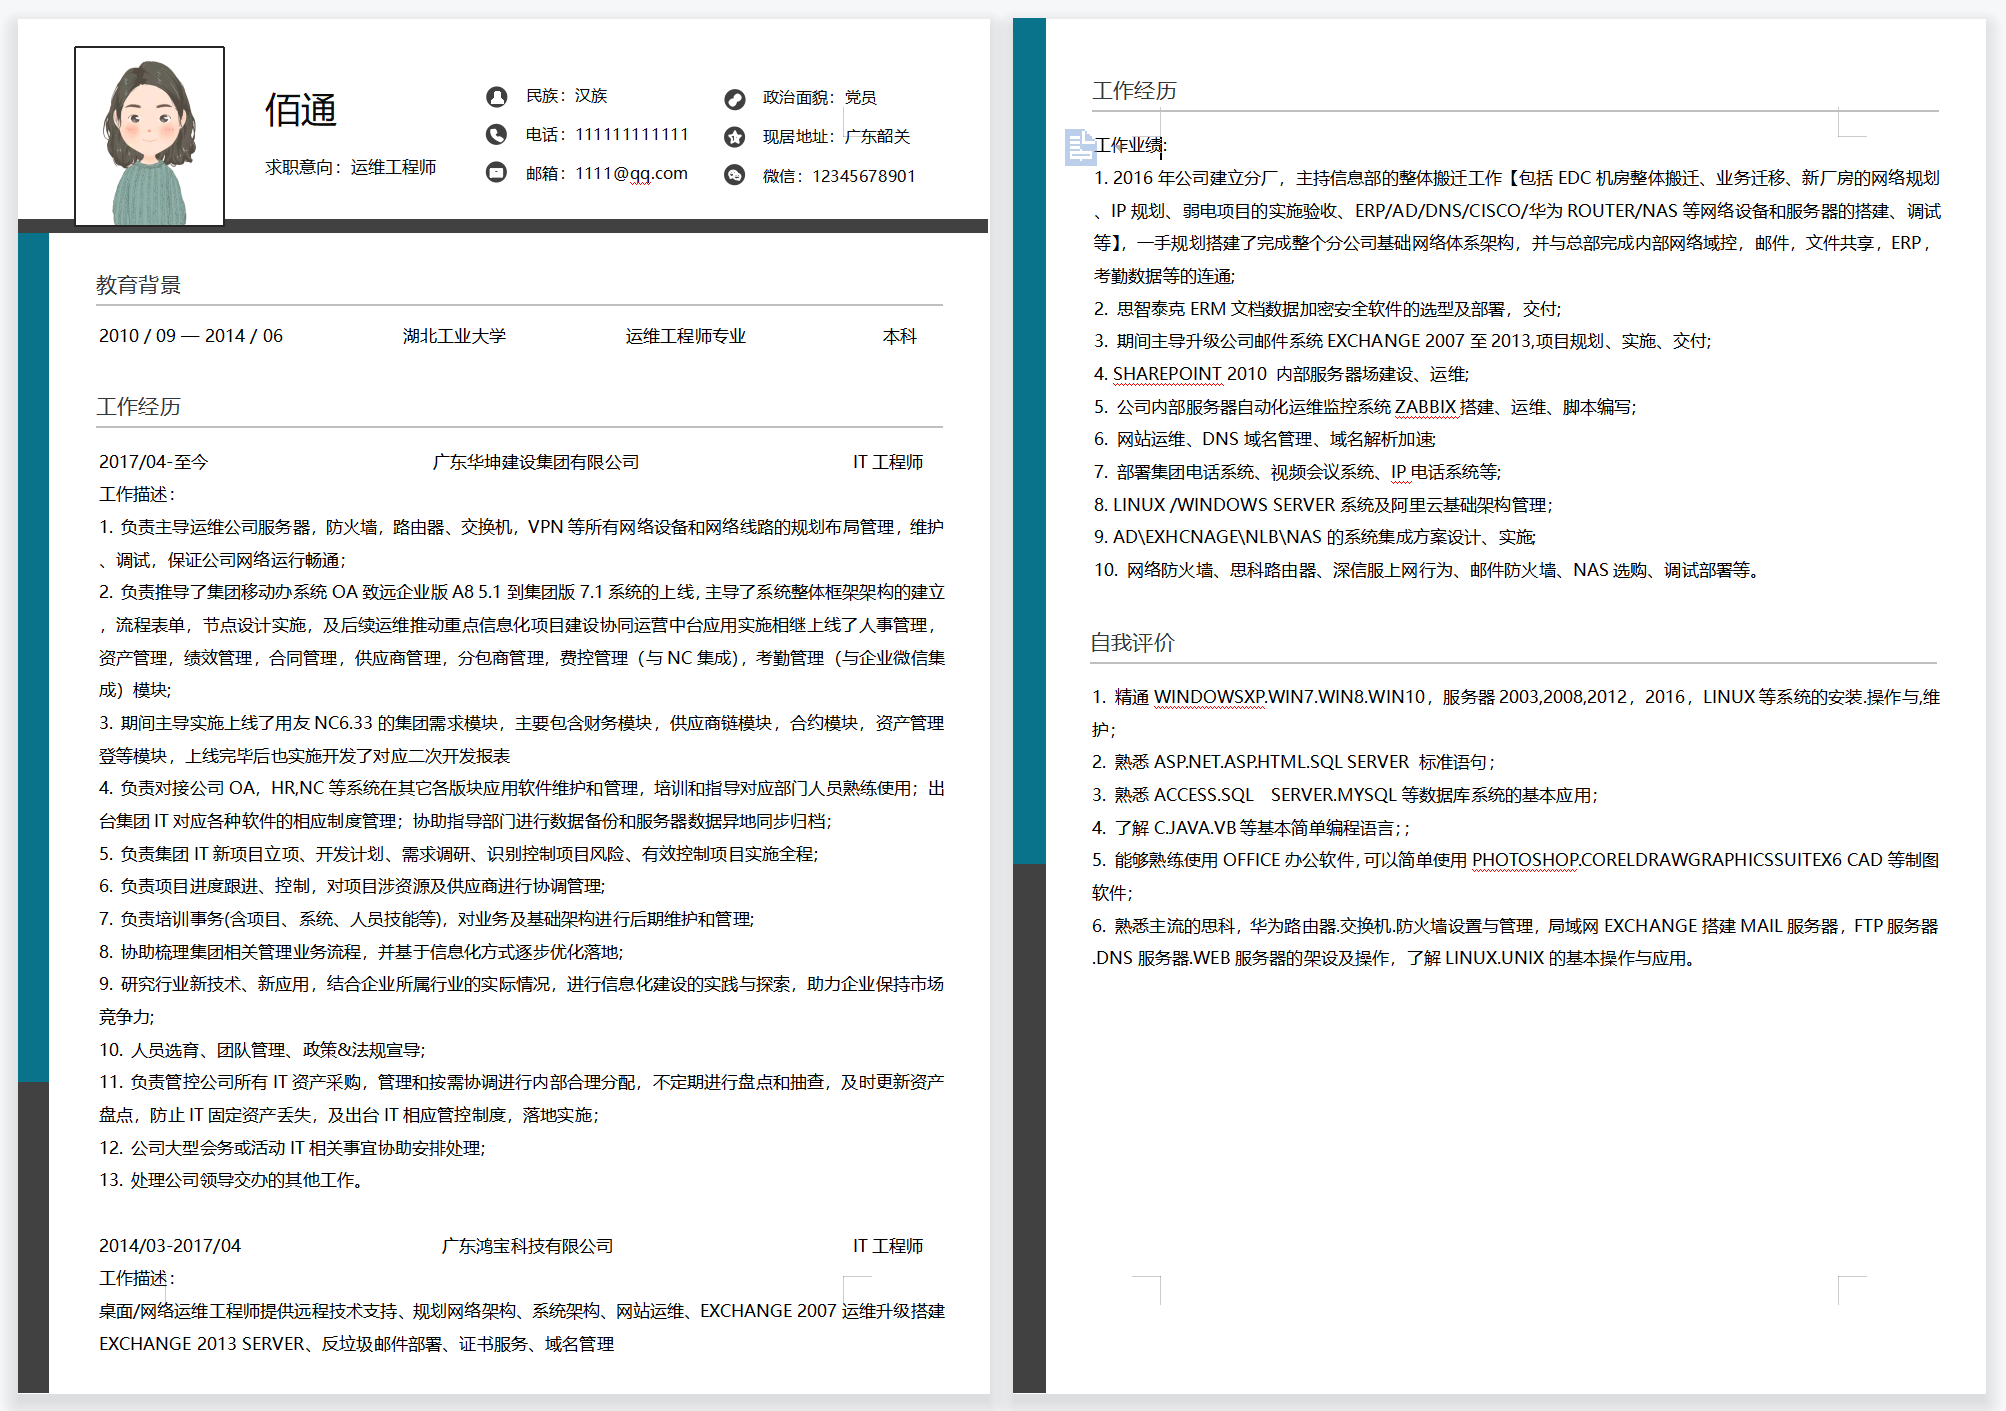 佰通
求职意向：运维工程师
民族：汉族
电话：111111111111
邮箱：1111@qq.com
政治面貌：党员
现居地址：广东韶关
微信：12345678901
教育背景
2010 / 09 — 2014 / 06 湖北工业大学 运维工程师专业 本科
工作经历
2017/04-至今 广东华坤建设集团有限公司 IT 工程师
工作描述：
1. 负责主导运维公司服务器，防火墙，路由器、交换机，VPN 等所有网络设备和网络线路的规划布局管理，维护
、调试，保证公司网络运行畅通；
2. 负责推导了集团移动办系统 OA 致远企业版 A8 5.1 到集团版 7.1 系统的上线, 主导了系统整体框架架构的建立
，流程表单，节点设计实施，及后续运维推动重点信息化项目建设协同运营中台应用实施相继上线了人事管理，
资产管理，绩效管理，合同管理，供应商管理，分包商管理，费控管理（与 NC 集成），考勤管理（与企业微信集
成）模块;
3. 期间主导实施上线了用友 NC6.33 的集团需求模块，主要包含财务模块，供应商链模块，合约模块，资产管理
登等模块，上线完毕后也实施开发了对应二次开发报表
4. 负责对接公司 OA，HR,NC 等系统在其它各版块应用软件维护和管理，培训和指导对应部门人员熟练使用；出
台集团 IT 对应各种软件的相应制度管理；协助指导部门进行数据备份和服务器数据异地同步归档；
5. 负责集团 IT 新项目立项、开发计划、需求调研、识别控制项目风险、有效控制项目实施全程;
6. 负责项目进度跟进、控制，对项目涉资源及供应商进行协调管理;
7. 负责培训事务(含项目、系统、人员技能等)，对业务及基础架构进行后期维护和管理;
8. 协助梳理集团相关管理业务流程，并基于信息化方式逐步优化落地;
9. 研究行业新技术、新应用，结合企业所属行业的实际情况，进行信息化建设的实践与探索，助力企业保持市场
竞争力;
10. 人员选育、团队管理、政策&法规宣导;
11. 负责管控公司所有 IT 资产采购，管理和按需协调进行内部合理分配，不定期进行盘点和抽查，及时更新资产
盘点，防止 IT 固定资产丢失，及出台 IT 相应管控制度，落地实施；
12. 公司大型会务或活动 IT 相关事宜协助安排处理;
13. 处理公司领导交办的其他工作。
2014/03-2017/04 广东鸿宝科技有限公司 IT 工程师
工作描述：
桌面/网络运维工程师提供远程技术支持、规划网络架构、系统架构、网站运维、EXCHANGE 2007 运维升级搭建
EXCHANGE 2013 SERVER、反垃圾邮件部署、证书服务、域名管理
工作经历
工作业绩:
1. 2016 年公司建立分厂，主持信息部的整体搬迁工作【包括 EDC 机房整体搬迁、业务迁移、新厂房的网络规划
、IP 规划、弱电项目的实施验收、ERP/AD/DNS/CISCO/华为 ROUTER/NAS 等网络设备和服务器的搭建、调试
等】，一手规划搭建了完成整个分公司基础网络体系架构，并与总部完成内部网络域控，邮件，文件共享，ERP，
考勤数据等的连通;
2. 思智泰克 ERM 文档数据加密安全软件的选型及部署，交付;
3. 期间主导升级公司邮件系统 EXCHANGE 2007 至 2013,项目规划、实施、交付;
4. SHAREPOINT 2010 内部服务器场建设、运维;
5. 公司内部服务器自动化运维监控系统 ZABBIX 搭建、运维、脚本编写;
6. 网站运维、DNS 域名管理、域名解析加速;
7. 部署集团电话系统、视频会议系统、IP 电话系统等;
8. LINUX /WINDOWS SERVER 系统及阿里云基础架构管理；
9. AD\EXHCNAGE\NLB\NAS 的系统集成方案设计、实施;
10. 网络防火墙、思科路由器、深信服上网行为、邮件防火墙、NAS 选购、调试部署等。
自我评价
1. 精通 WINDOWSXP.WIN7.WIN8.WIN10，服务器 2003,2008,2012，2016，LINUX 等系统的安装.操作与,维
护；
2. 熟悉 ASP.NET.ASP.HTML.SQL SERVER 标准语句；
3. 熟悉 ACCESS.SQL SERVER.MYSQL 等数据库系统的基本应用；
4. 了解 C.JAVA.VB 等基本简单编程语言；；
5. 能够熟练使用 OFFICE 办公软件, 可以简单使用 PHOTOSHOP.CORELDRAWGRAPHICSSUITEX6 CAD 等制图
软件；
6. 熟悉主流的思科，华为路由器.交换机.防火墙设置与管理，局域网 EXCHANGE 搭建 MAIL 服务器，FTP 服务器
.DNS 服务器.WEB 服务器的架设及操作，了解 LINUX.UNIX 的基本操作与应用。